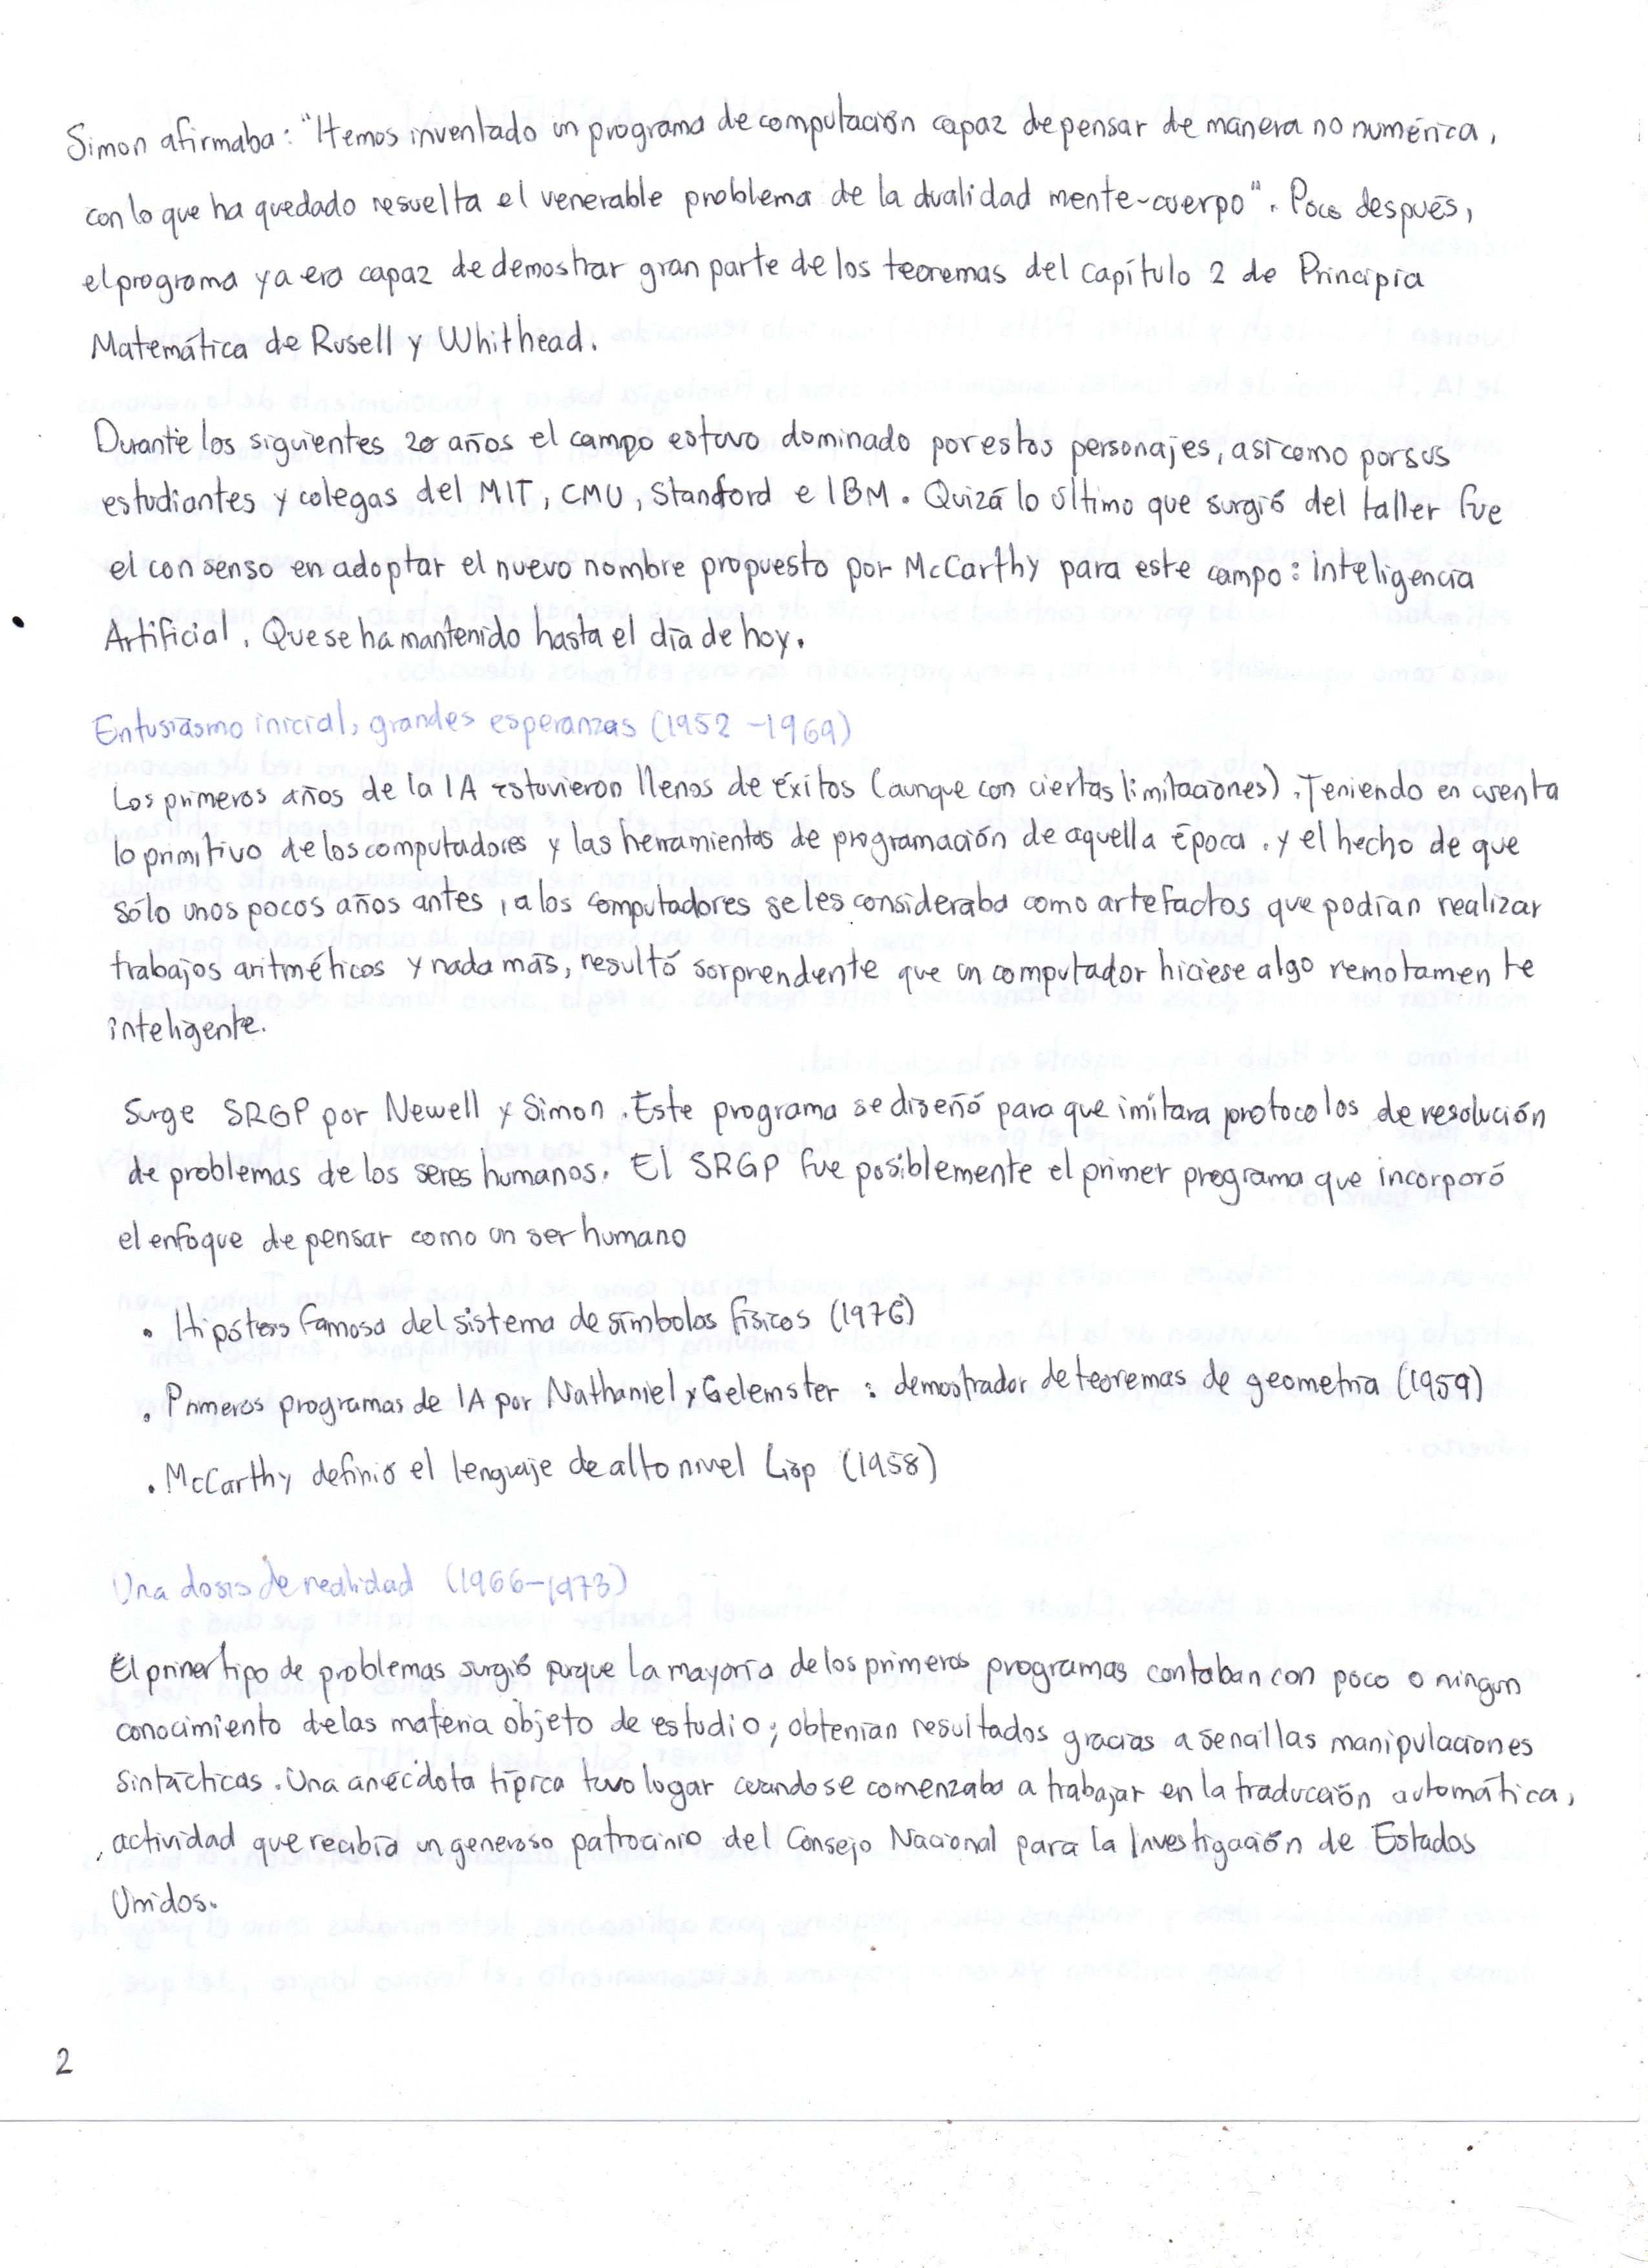 Simon afirmaba: "Hemos inventado un programa de computación capaz de pensar de manera no numérica,
con lo que ha quedado resuelta el venerable problema de la dualidad mente-cuerpo". Poco después,
el programa ya era capaz de demostrar gran parte de los teoremas del capítulo 2 de Principia
Matemática de Rusell y Whithead.
Durante los siguientes 20 años el campo estuvo dominado por estos personajes, así como por sus
estudiantes y colegas del MIT, CMU, Stanford e IBM. Quizá lo último que surgió del taller fue
el consenso en adoptar el nuevo nombre propuesto por McCarthy para este campo: Inteligencia
Artificial. Que se ha mantenido hasta el día de hoy.
Entusiasmo inicial, grandes esperanzas (1952-1969)
Los primeros años de la IA estuvieron llenos de éxitos (aunque con ciertas limitaciones). Teniendo en cuenta
lo primitivo de los computadores y las herramientas de programación de aquella época. y el hecho de que
sólo unos pocos años antes, a los computadores se les consideraba como artefactos que podían realizar
trabajos aritméticos y nada más, resultó sorprendente que un computador hiciese algo remotamente
inteligente.
Surge SRGP por Newell y Simon. Este programa se diseñó para que imitara protocolos de resolución
de problemas de los seres humanos. El SRGP fue posiblemente el primer programa que incorporó
el enfoque de pensar como un ser humano
• Hipótesis famosa del sistema de símbolos físicos (1976)
• Primeros programas de IA por Nathaniel y Gelemster: demostrador de teoremas de geometría (1959)
• McCarthy definió el lenguaje de alto nivel Lisp (1958)
Una dosis de realidad (1966-1973)
El primer tipo de problemas surgió porque la mayoría de los primeros programas contaban con poco o ningún
conocimiento de las materia objeto de estudio; obtenían resultados gracias a sencillas manipulaciones
sintácticas. Una anécdota típica tuvo lugar cuando se comenzaba a trabajar en la traducción automática,
, actividad que recibía un generoso patrocinio del Consejo Nacional para la Investigación de Estados
Unidos.
2